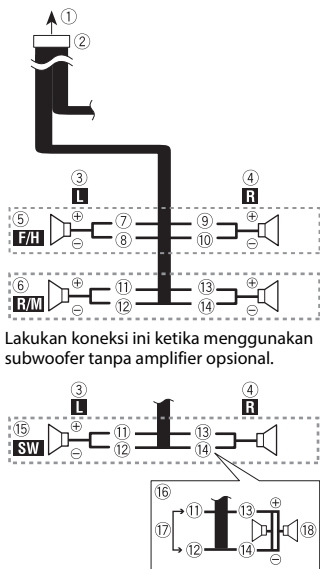 ①
②
③ ④
L R
⑤ ⊕ ⑦ ⑨ ⊕
F/H ⊖ ⑧ ⑩ ⊖
⑥ ⊕ ⑪ ⑬ ⊕
R/M ⊖ ⑫ ⑭ ⊖
Lakukan koneksi ini ketika menggunakan
subwoofer tanpa amplifier opsional.
③ ④
L R
⑮ ⊕ ⑪ ⑬ ⊕
SW ⊖ ⑫ ⑭ ⊖
⑯ ⊕
⑪ ⑬
⑰ ⑱
⑫ ⑭
⊖